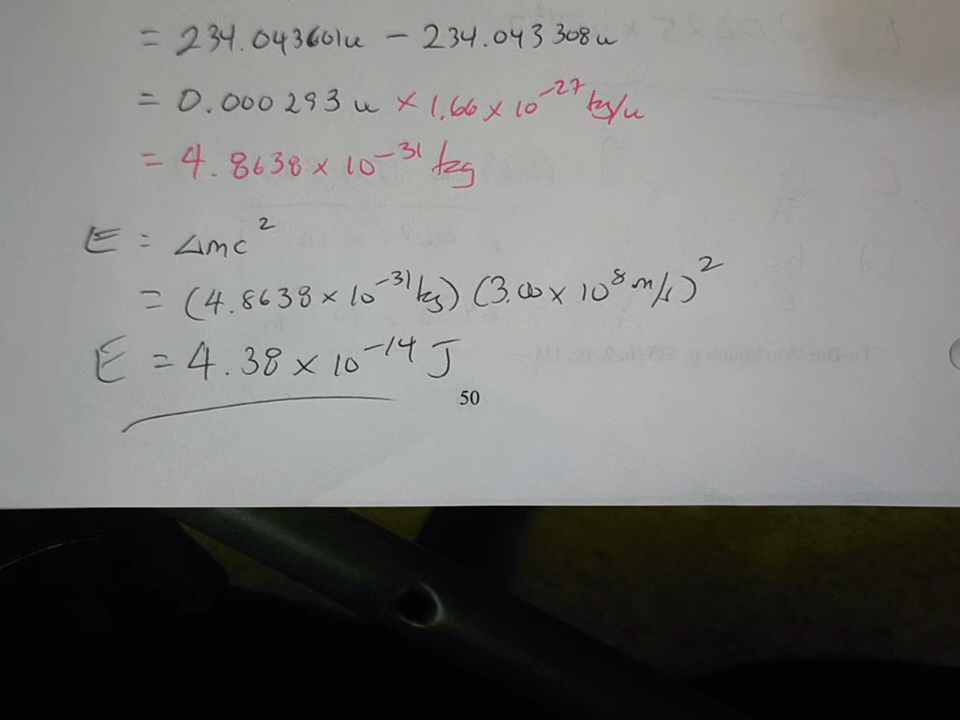 = 234.043601u - 234.043308u
= 0.000293 u × 1.66 × 10⁻²⁷ kg/u
= 4.8638 × 10⁻³¹ kg
E = Δmc²
= (4.8638 × 10⁻³¹ kg) (3.00 × 10⁸ m/s)²
E = 4.38 × 10⁻¹⁴ J
50